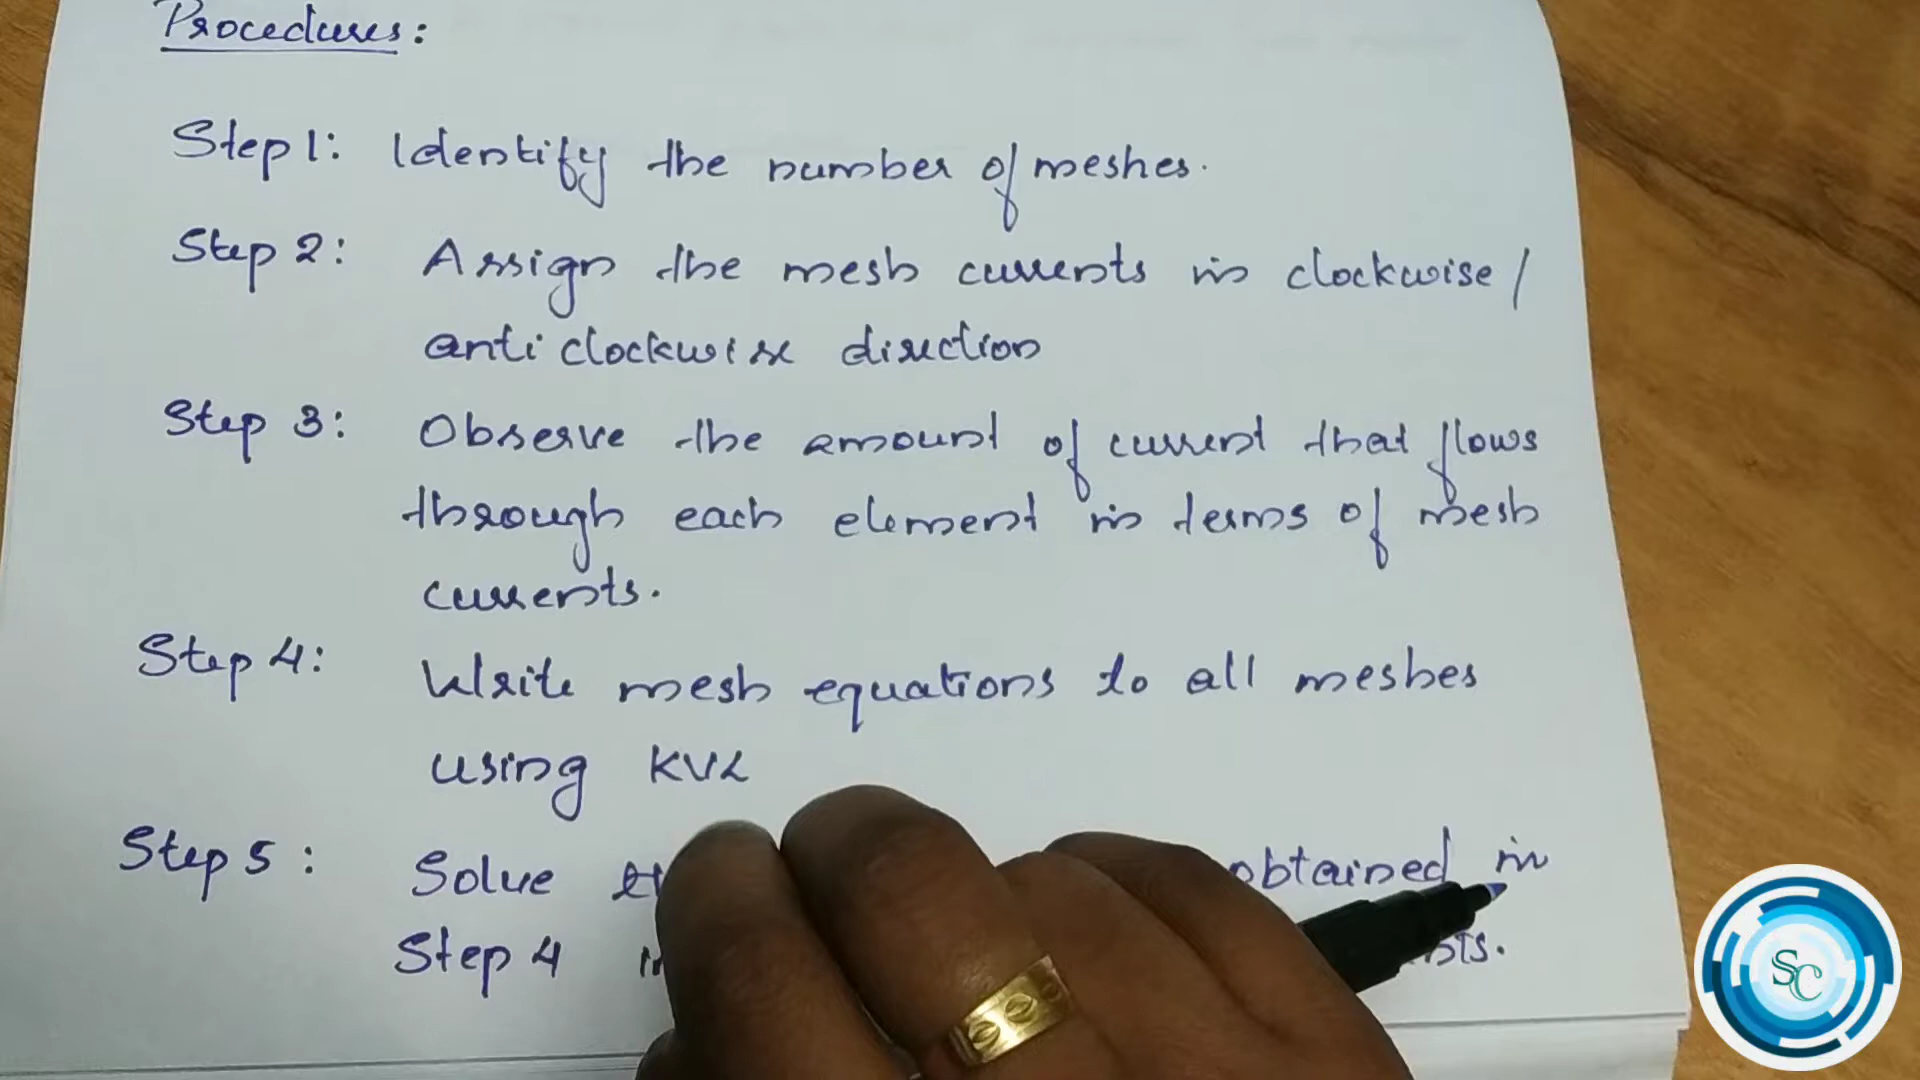 Procedures:
Step 1: Identify the number of meshes.
Step 2: Assign the mesh currents in clockwise/
anticlockwise direction
Step 3: Observe the amount of current that flows
through each element in terms of mesh
currents.
Step 4: Write mesh equations to all meshes
using KVL
Step 5: Solve obtained in
Step 4
SC